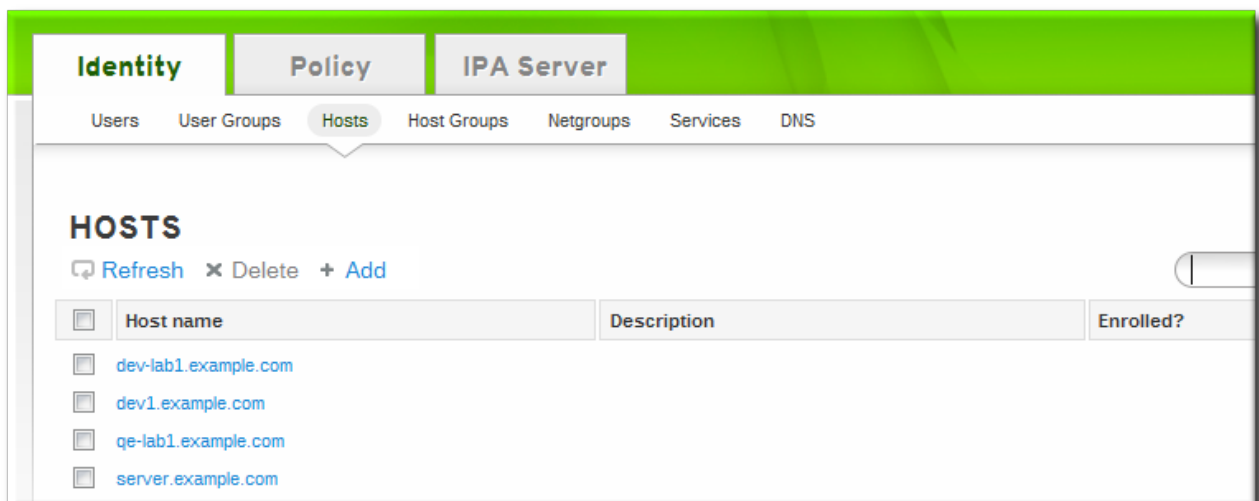 Identity Policy IPA Server
Users User Groups Hosts Host Groups Netgroups Services DNS
HOSTS
Refresh Delete + Add
Host name Description Enrolled?
dev-lab1.example.com
dev1.example.com
qe-lab1.example.com
server.example.com